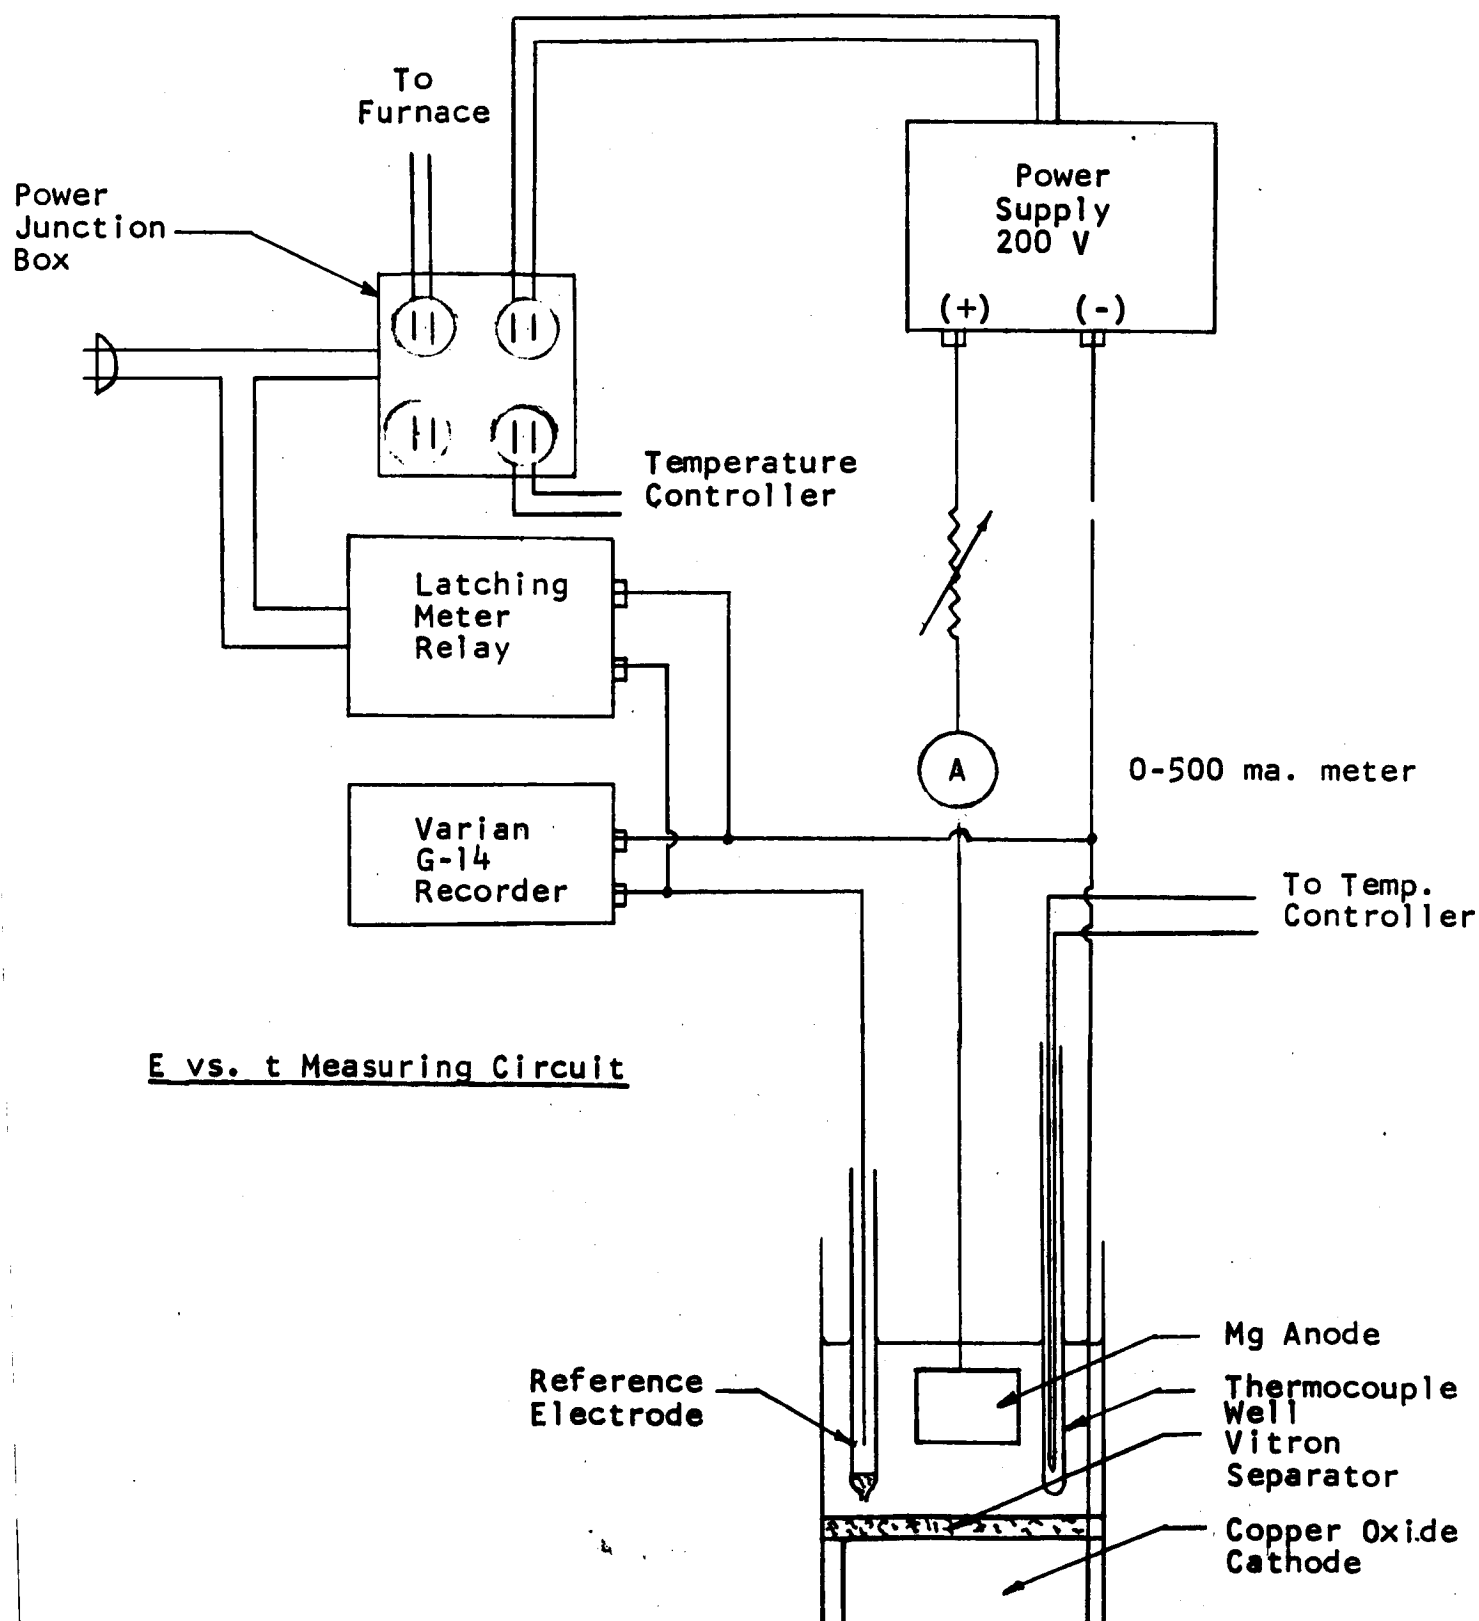 To
Furnace
Power
Junction
Box
Power
Supply
200 V
(+)
(-)
Temperature
Controller
Latching
Meter
Relay
A
0-500 ma. meter
Varian
G-14
Recorder
To Temp.
Controller
E vs. t Measuring Circuit
Mg Anode
Reference
Electrode
Thermocouple
Well
Vitron
Separator
Copper Oxide
Cathode